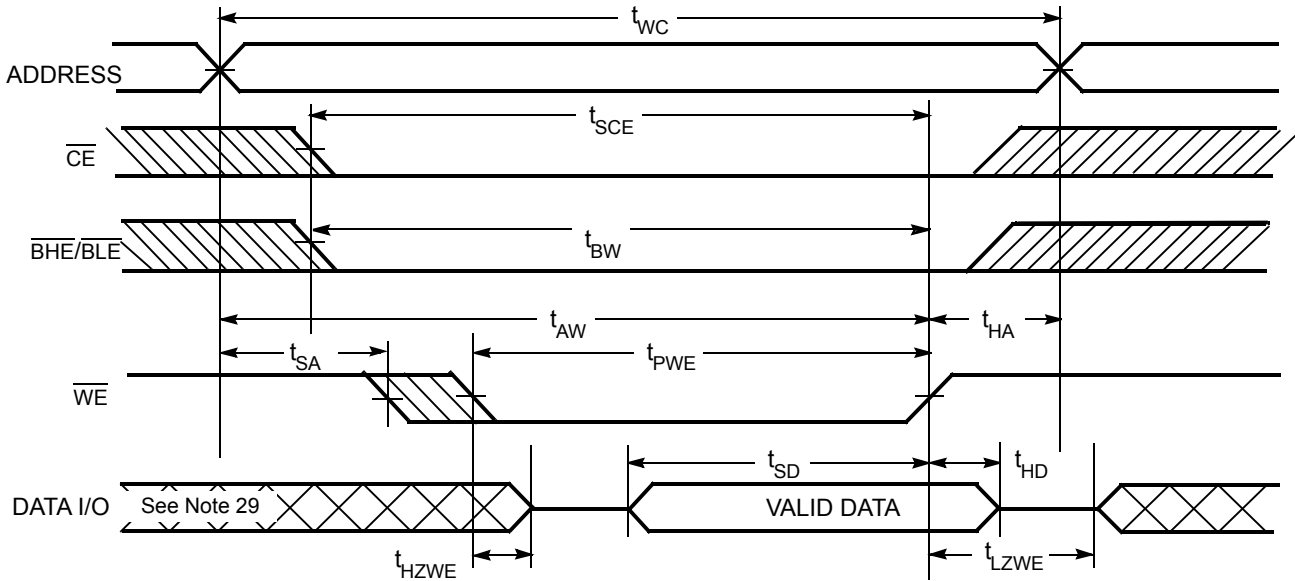 tWC
ADDRESS
tSCE
CE
BHE/BLE
tBW
tAW
tHA
tSA
tPWE
WE
tSD
tHD
DATA I/O
See Note 29
VALID DATA
tHZWE
tLZWE